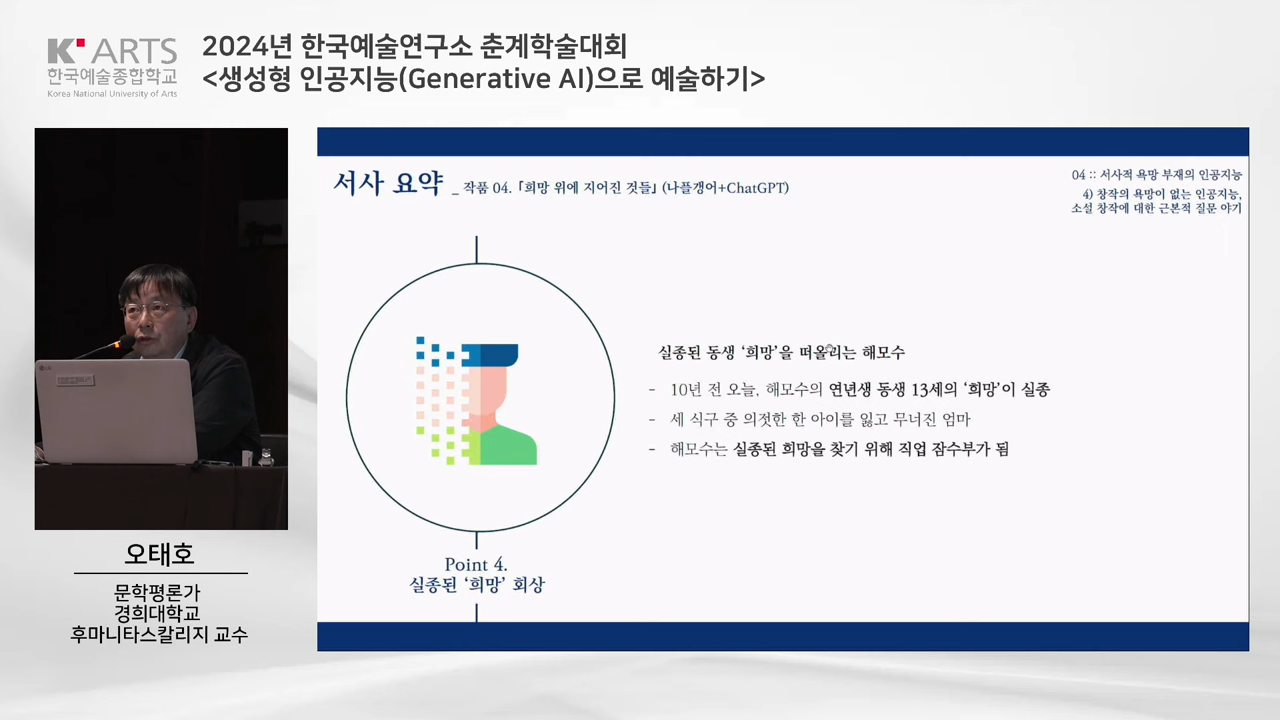 K'ARTS
한국예술종합학교
Korea National University of Arts
2024년 한국예술연구소 춘계학술대회
<생성형 인공지능(Generative AI)으로 예술하기>
서사 요약 _ 작품 04. 「희망 위에 지어진 것들」 (나플갱어+ChatGPT)
04 :: 서사적 욕망 부재의 인공지능
4) 창작의 욕망이 없는 인공지능,
소설 창작에 대한 근본적 질문 야기
실종된 동생 ‘희망’을 떠올리는 해모수
- 10년 전 오늘, 해모수의 연년생 동생 13세의 ‘희망’이 실종
- 세 식구 중 의젓한 한 아이를 잃고 무너진 엄마
- 해모수는 실종된 희망을 찾기 위해 직업 잠수부가 됨
Point 4.
실종된 ‘희망’ 회상
오태호
문학평론가
경희대학교
후마니타스칼리지 교수